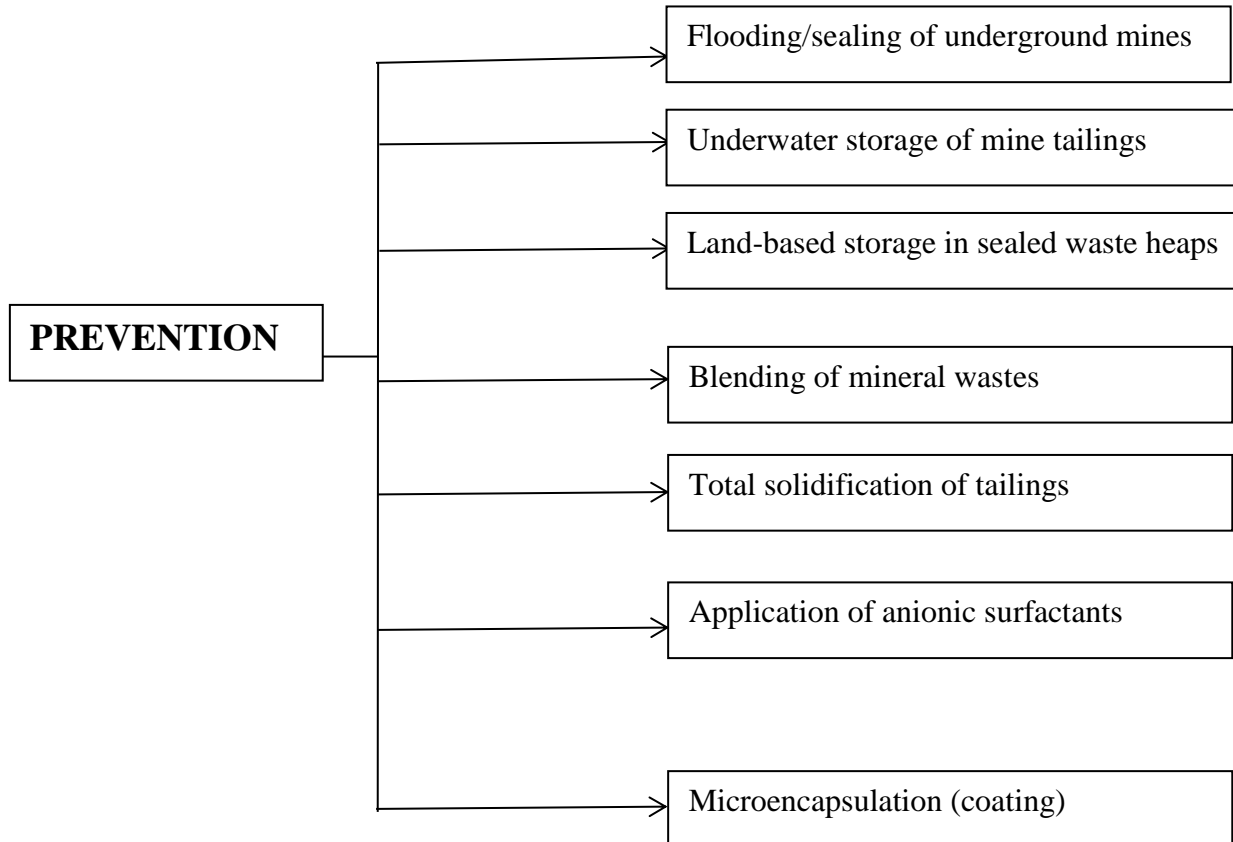 Flooding/sealing of underground mines
Underwater storage of mine tailings
Land-based storage in sealed waste heaps
PREVENTION
Blending of mineral wastes
Total solidification of tailings
Application of anionic surfactants
Microencapsulation (coating)